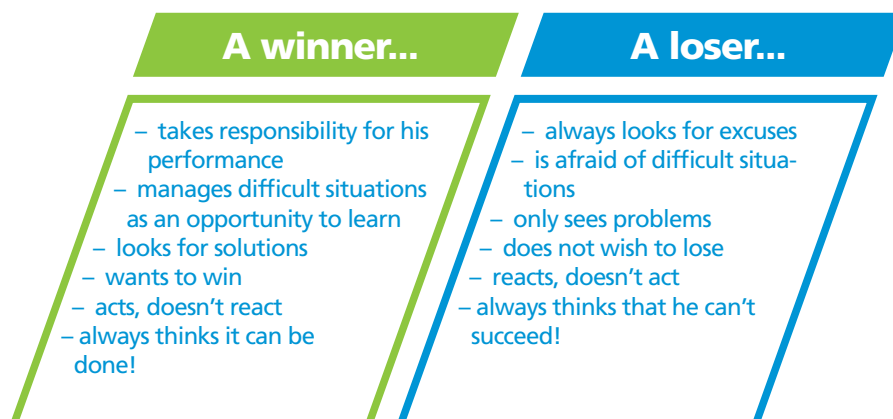 A winner...
– takes responsibility for his
performance
– manages difficult situations
as an opportunity to learn
– looks for solutions
– wants to win
– acts, doesn’t react
– always thinks it can be
done!
A loser...
– always looks for excuses
– is afraid of difficult situa-
tions
– only sees problems
– does not wish to lose
– reacts, doesn’t act
– always thinks that he can’t
succeed!